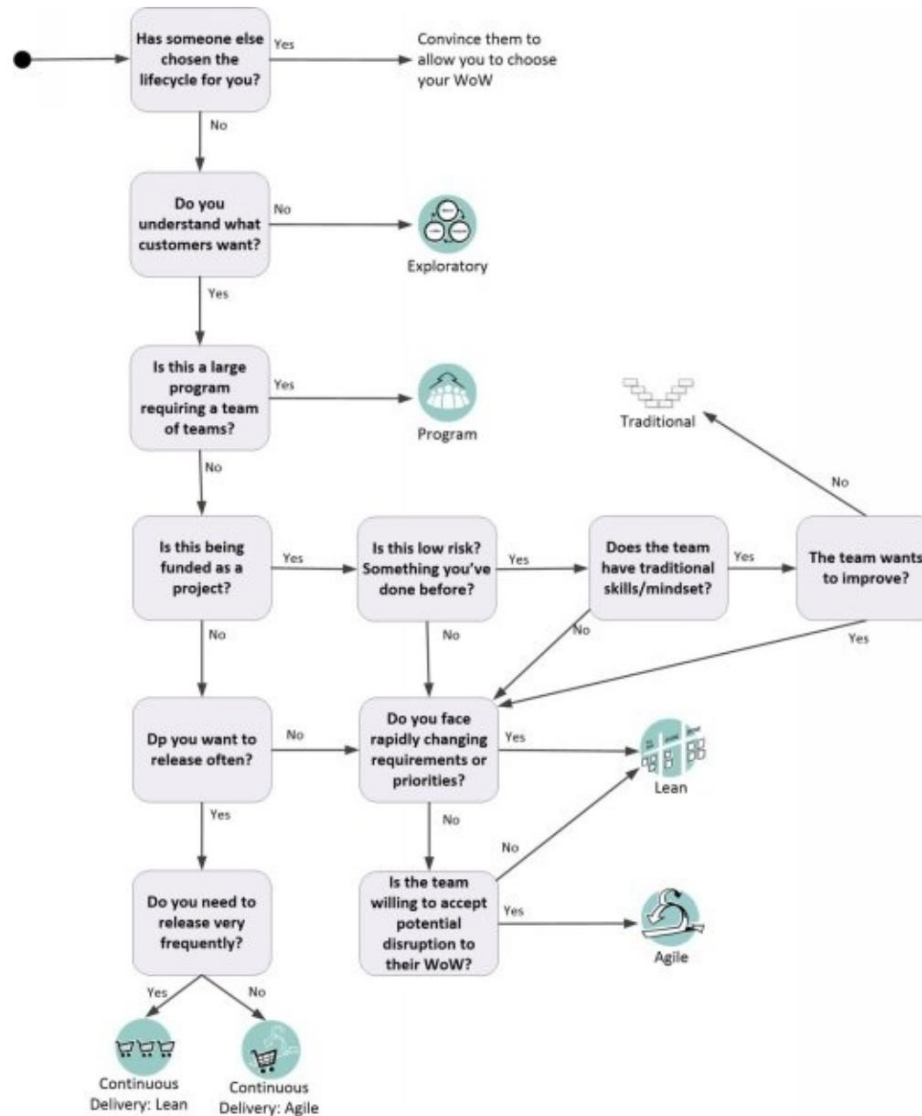 Has someone else
chosen the
lifecycle for you?
Yes
Convince them to
allow you to choose
your WoW
No
Do you
understand what
customers want?
No
Exploratory
Yes
Is this a large
program
requiring a team
of teams?
Yes
Program
Traditional
No
No
Is this being
funded as a
project?
Yes
Is this low risk?
Something you've
done before?
Yes
Does the team
have traditional
skills/mindset?
Yes
The team wants
to improve?
No
No
No
Yes
Dp you want to
release often?
No
Do you face
rapidly changing
requirements or
priorities?
Yes
Lean
Yes
No
No
Do you need to
release very
frequently?
Is the team
willing to accept
potential
disruption to
their WoW?
Yes
Agile
Yes
No
Continuous
Delivery: Lean
Continuous
Delivery: Agile